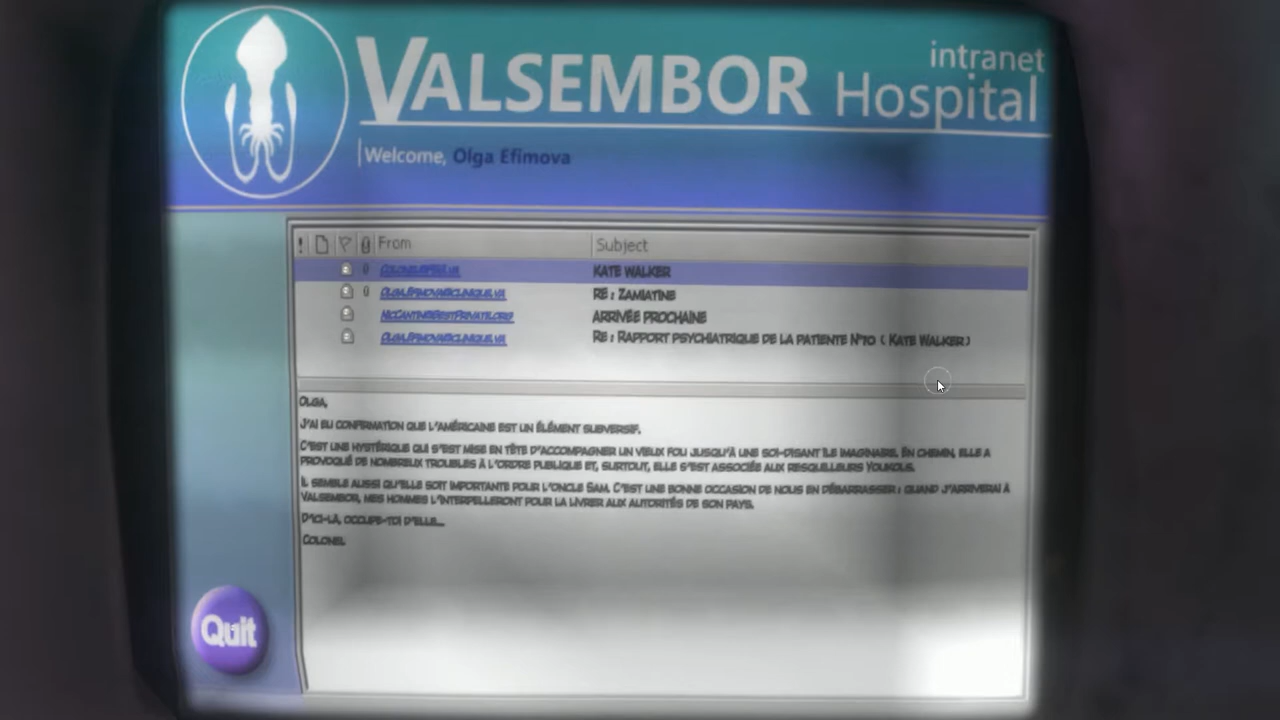 intranet
VALSEMBOR Hospital
Welcome, Olga Efimova
! From Subject
KATE WALKER
RE : ZAMIATINE
ARRIVÉE PROCHAINE
RE : RAPPORT PSYCHIATRIQUE DE LA PATIENTE N°10 ( KATE WALKER )
OLGA,
J'AI EU CONFIRMATION QUE L'AMÉRICAINE EST UN ÉLÉMENT SUBVERSIF.
C'EST UNE HYSTÉRIQUE QUI S'EST MISE EN TÊTE D'ACCOMPAGNER UN VIEUX FOU JUSQU'À UNE SOI-DISANT ÎLE IMAGINAIRE. EN CHEMIN, ELLE A
PROVOQUÉ DE NOMBREUX TROUBLES À L'ORDRE PUBLIQUE ET, SURTOUT, ELLE S'EST ASSOCIÉE AUX RESQUILLEURS YOUKOLS.
IL SEMBLE AUSSI QU'ELLE SOIT IMPORTANTE POUR L'ONCLE SAM. C'EST UNE BONNE OCCASION DE NOUS EN DÉBARRASSER : QUAND J'ARRIVERAI À
VALSEMBOR, MES HOMMES L'INTERPELLERONT POUR LA LIVRER AUX AUTORITÉS DE SON PAYS.
D'ICI-LÀ, OCCUPE-TOI D'ELLE...
COLONEL
Quit